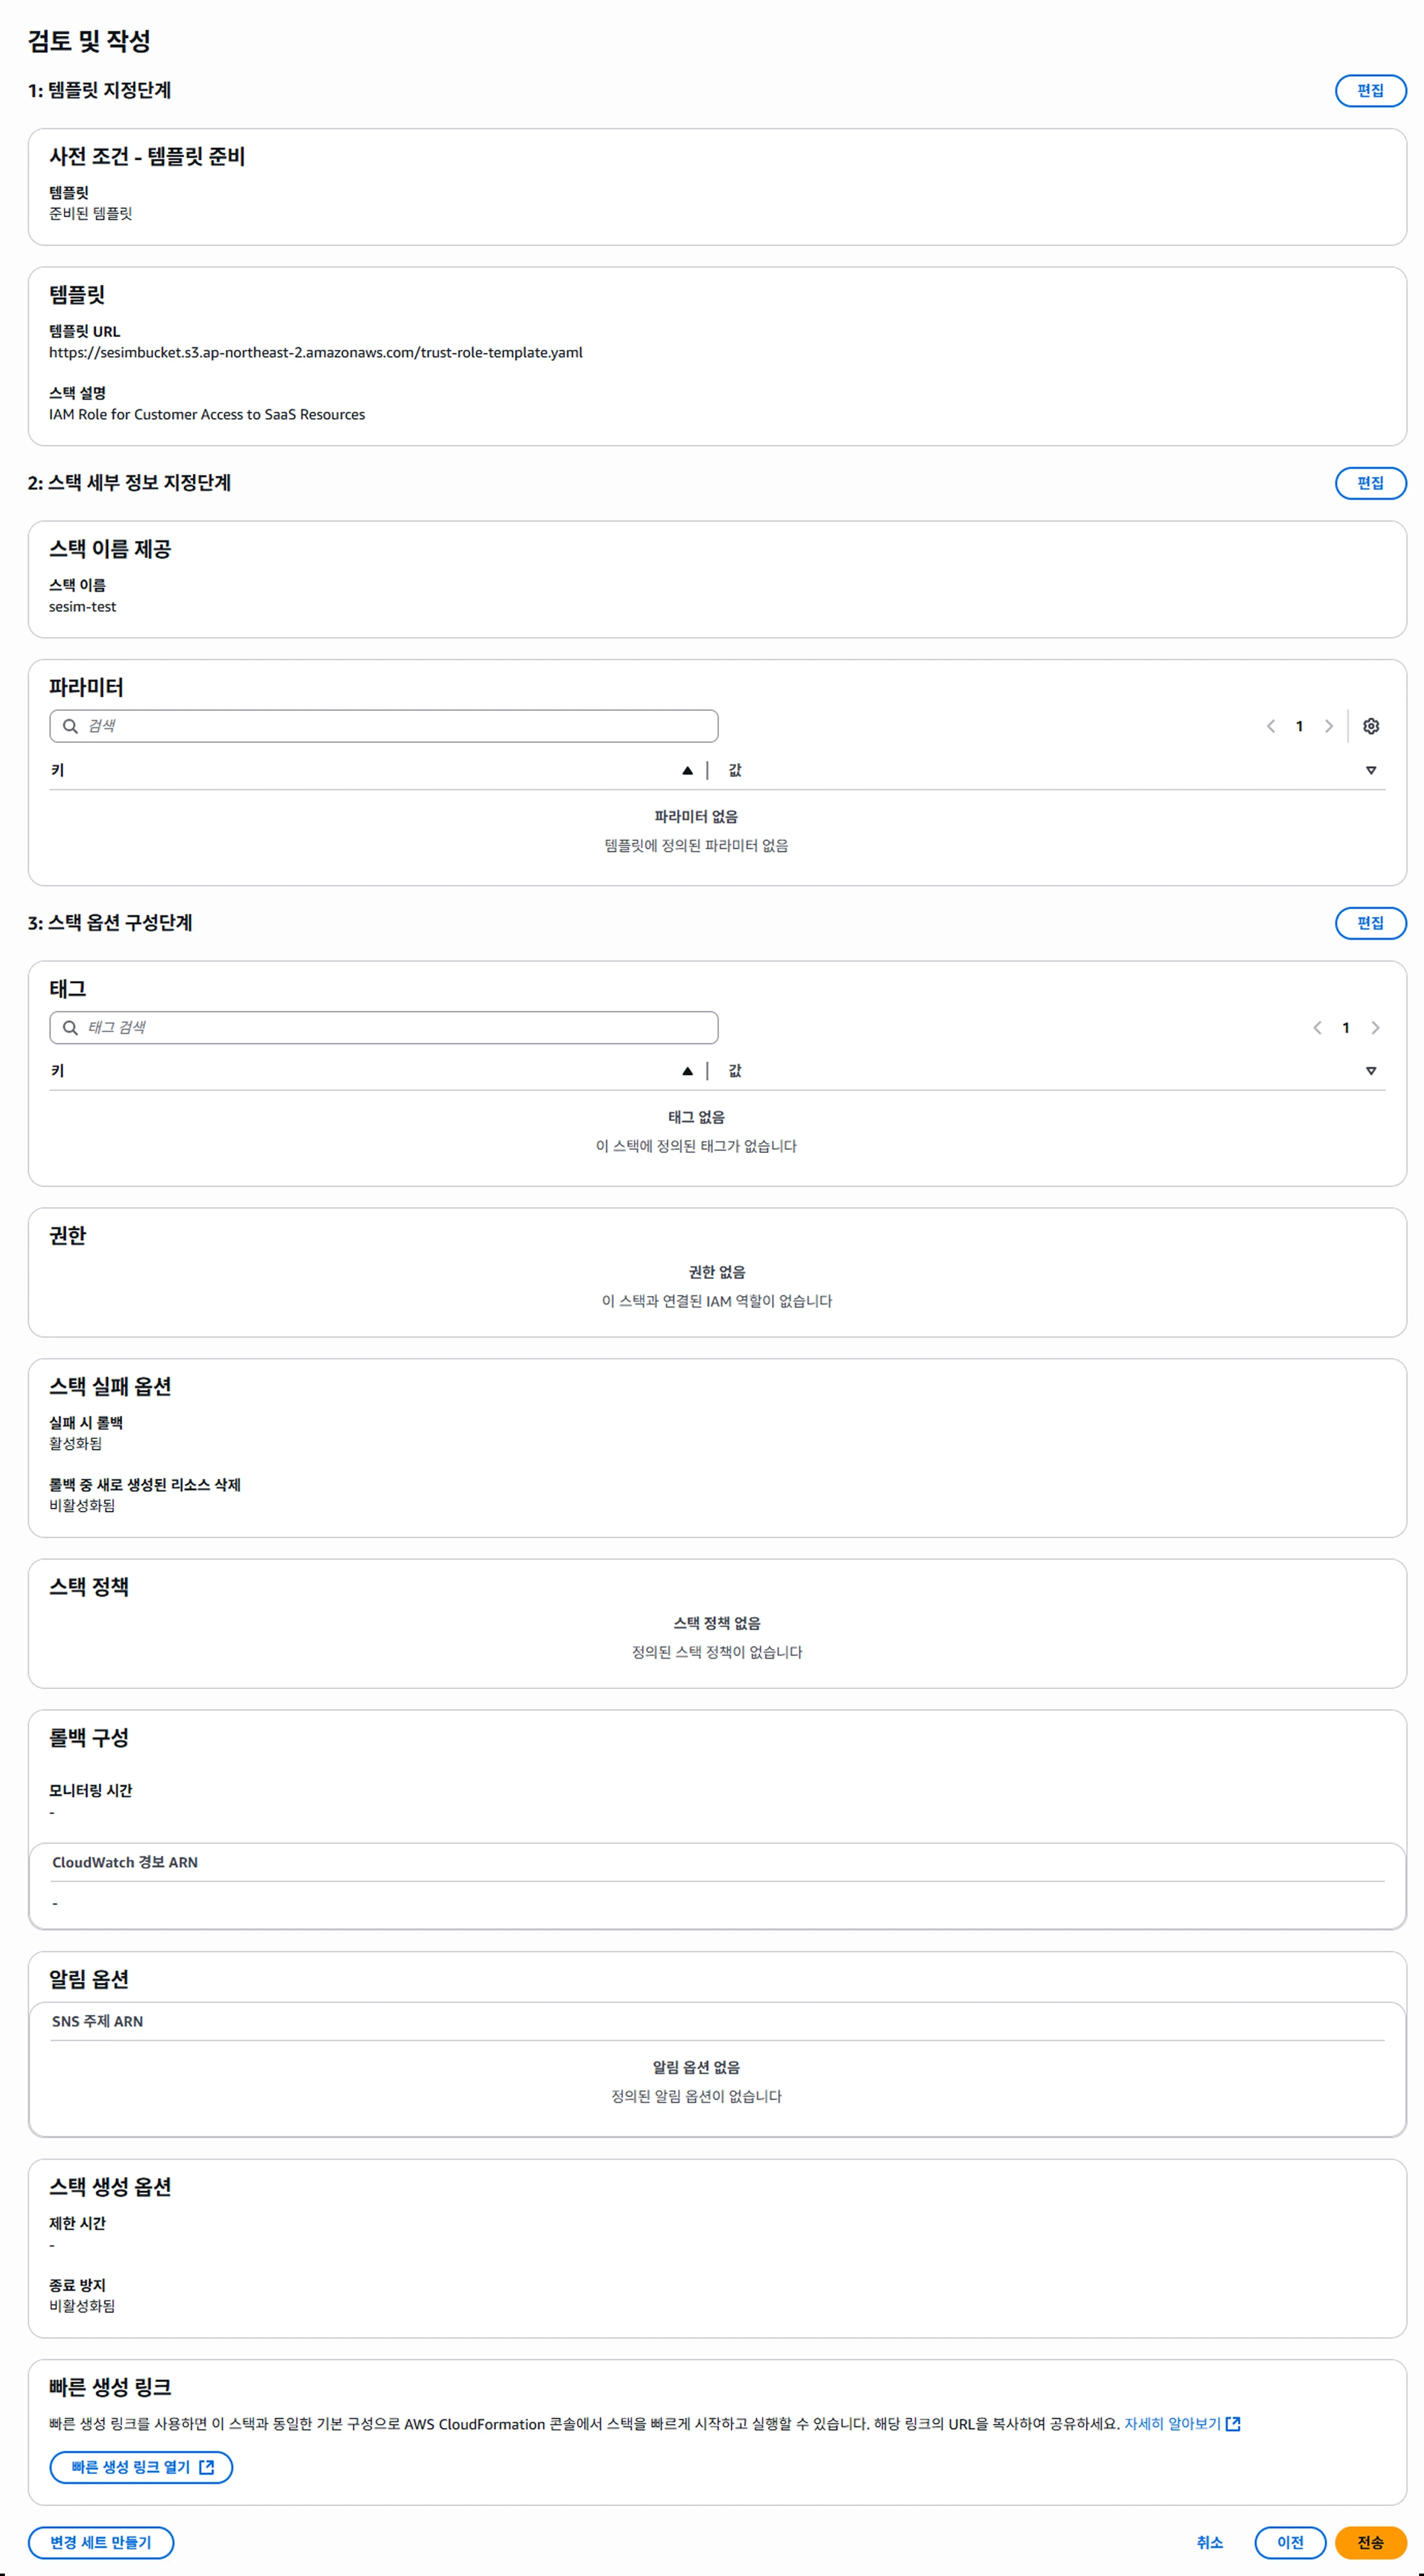 검토 및 작성
1: 템플릿 지정단계
편집
사전 조건 - 템플릿 준비
템플릿
준비된 템플릿
템플릿
템플릿 URL
https://sesimbucket.s3.ap-northeast-2.amazonaws.com/trust-role-template.yaml
스택 설명
IAM Role for Customer Access to SaaS Resources
2: 스택 세부 정보 지정단계
편집
스택 이름 제공
스택 이름
sesim-test
파라미터
검색
1
키
값
파라미터 없음
템플릿에 정의된 파라미터 없음
3: 스택 옵션 구성단계
편집
태그
태그 검색
1
키
값
태그 없음
이 스택에 정의된 태그가 없습니다
권한
권한 없음
이 스택과 연결된 IAM 역할이 없습니다
스택 실패 옵션
실패 시 롤백
활성화됨
롤백 중 새로 생성된 리소스 삭제
비활성화됨
스택 정책
스택 정책 없음
정의된 스택 정책이 없습니다
롤백 구성
모니터링 시간
-
CloudWatch 경보 ARN
-
알림 옵션
SNS 주제 ARN
알림 옵션 없음
정의된 알림 옵션이 없습니다
스택 생성 옵션
제한 시간
-
종료 방지
비활성화됨
빠른 생성 링크
빠른 생성 링크를 사용하면 이 스택과 동일한 기본 구성으로 AWS CloudFormation 콘솔에서 스택을 빠르게 시작하고 실행할 수 있습니다. 해당 링크의 URL을 복사하여 공유하세요. 자세히 알아보기
빠른 생성 링크 열기
변경 세트 만들기
취소
이전
전송